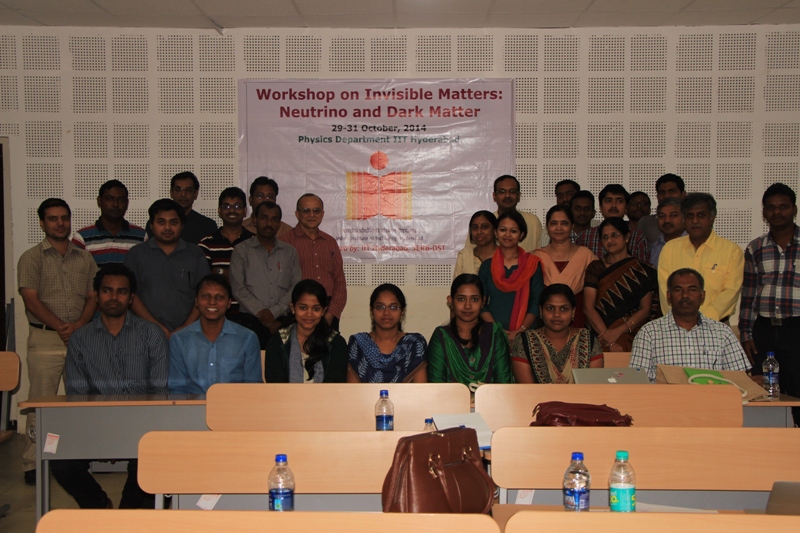 Workshop on Invisible Matters:
Neutrino and Dark Matter
29-31 October, 2014
Physics Department IIT Hyderabad